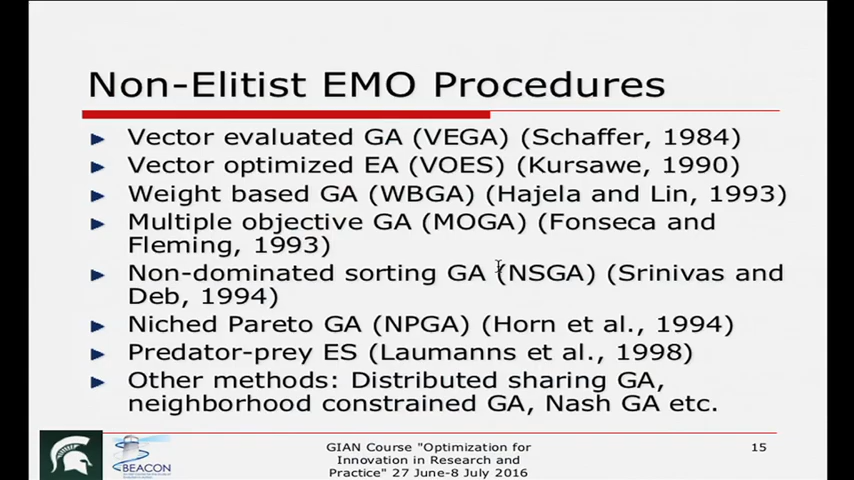 Non-Elitist EMO Procedures
Vector evaluated GA (VEGA) (Schaffer, 1984)
Vector optimized EA (VOES) (Kursawe, 1990)
Weight based GA (WBGA) (Hajela and Lin, 1993)
Multiple objective GA (MOGA) (Fonseca and
Fleming, 1993)
Non-dominated sorting GA (NSGA) (Srinivas and
Deb, 1994)
Niched Pareto GA (NPGA) (Horn et al., 1994)
Predator-prey ES (Laumanns et al., 1998)
Other methods: Distributed sharing GA,
neighborhood constrained GA, Nash GA etc.
BEACON
GIAN Course "Optimization for
Innovation in Research and
Practice" 27 June-8 July 2016
15